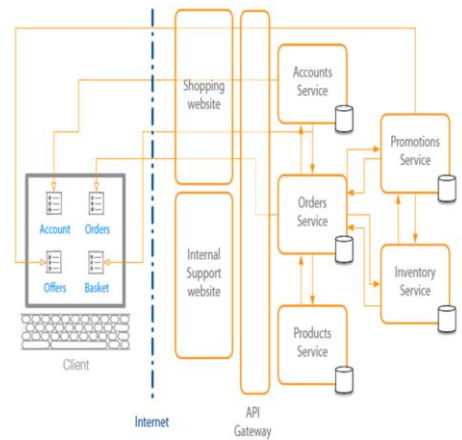 Shopping
website
Accounts
Service
Promotions
Service
Account
Orders
Offers
Basket
Client
Internal
Support
website
Orders
Service
Inventory
Service
Products
Service
Internet
API
Gateway